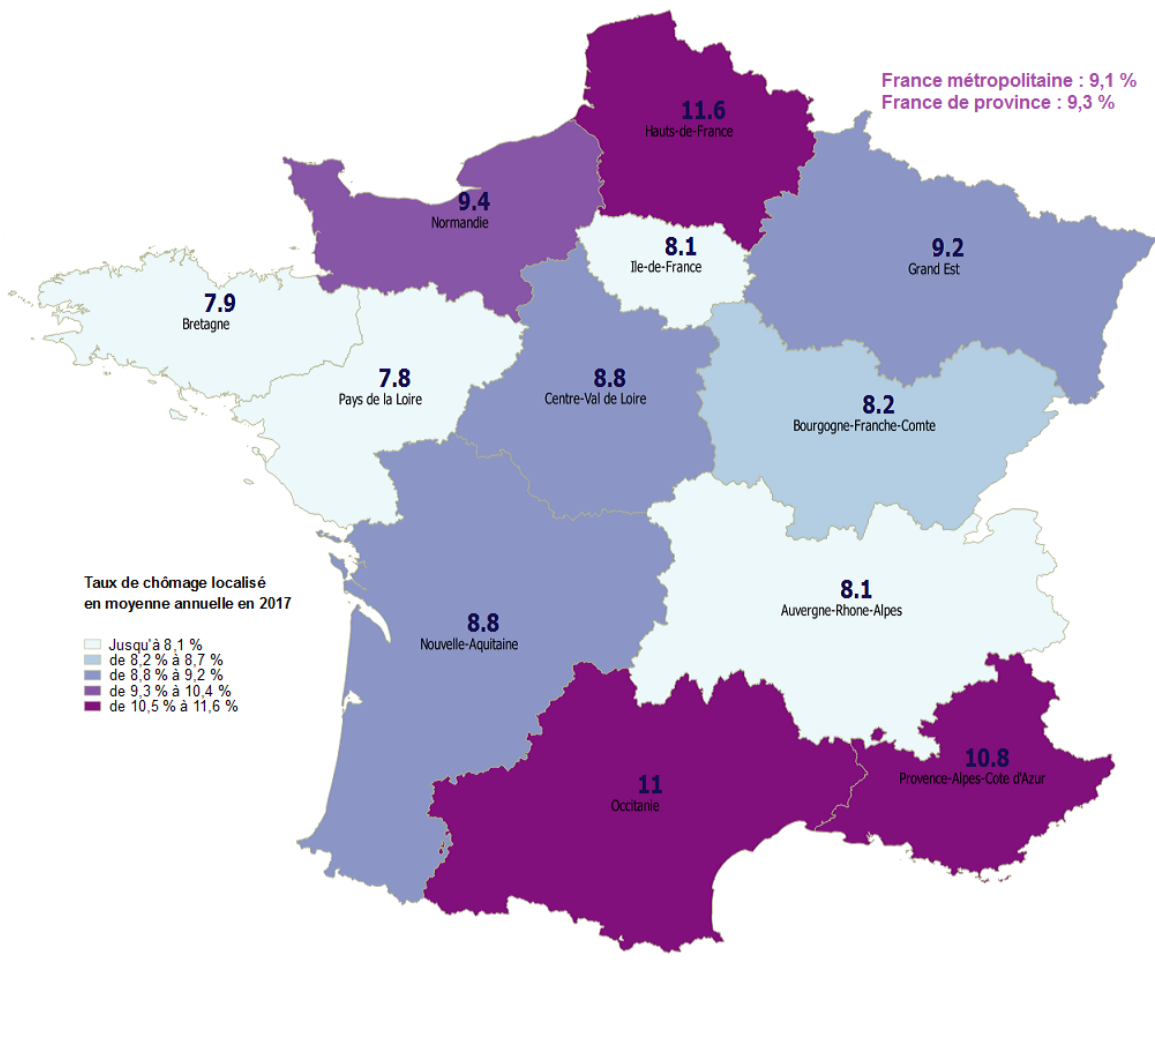 France métropolitaine : 9,1 %
France de province : 9,3 %
11.6
Hauts-de-France
9.4
Normandie
8.1
Ile-de-France
9.2
Grand Est
7.9
Bretagne
7.8
Pays de la Loire
8.8
Centre-Val de Loire
8.2
Bourgogne-Franche-Comte
8.1
Auvergne-Rhone-Alpes
8.8
Nouvelle-Aquitaine
11
Occitanie
10.8
Provence-Alpes-Cote d'Azur
Taux de chômage localisé
en moyenne annuelle en 2017
Jusqu'à 8,1 %
de 8,2 % à 8,7 %
de 8,8 % à 9,2 %
de 9,3 % à 10,4 %
de 10,5 % à 11,6 %